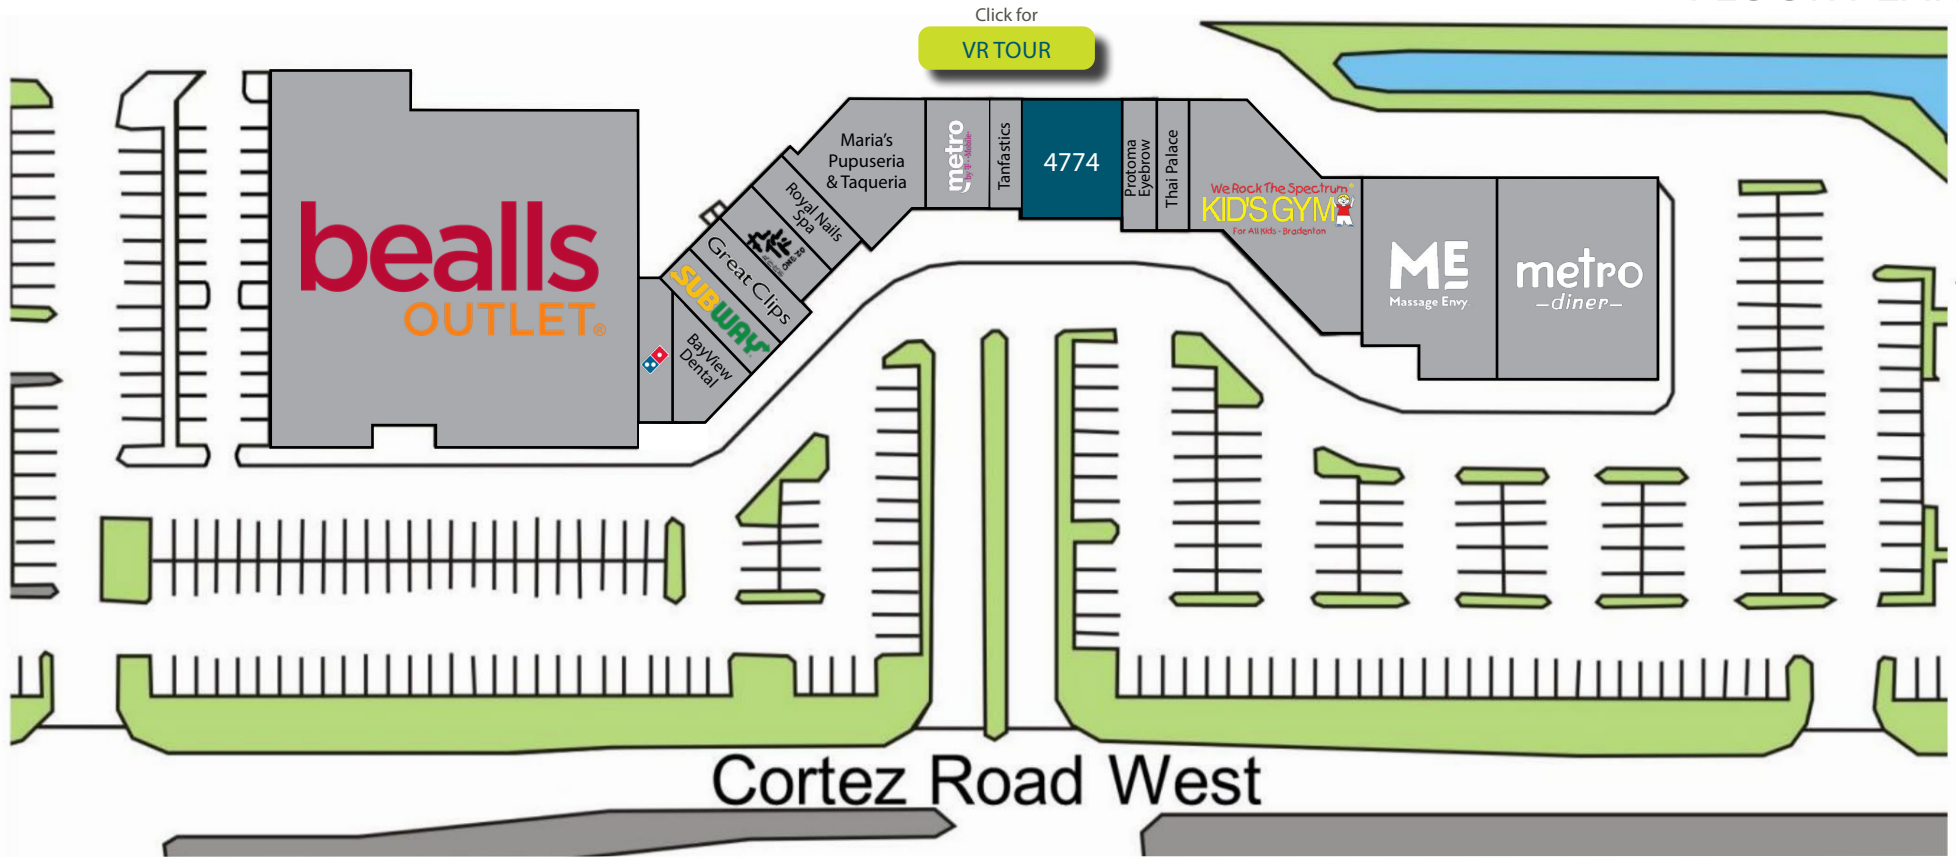 Click for
VR TOUR
bealls
OUTLET®
BayView
Dental
SUBWAY
Great Clips
Royal Nails
Spa
Maria's
Pupuseria
& Taqueria
metro
by T-Mobile
Tanfastics
4774
Protoma
Eyebrow
Thai Palace
We Rock The Spectrum
KID'S GYM
For All Kids - Bradenton
ME
Massage Envy
metro
diner
Cortez Road West